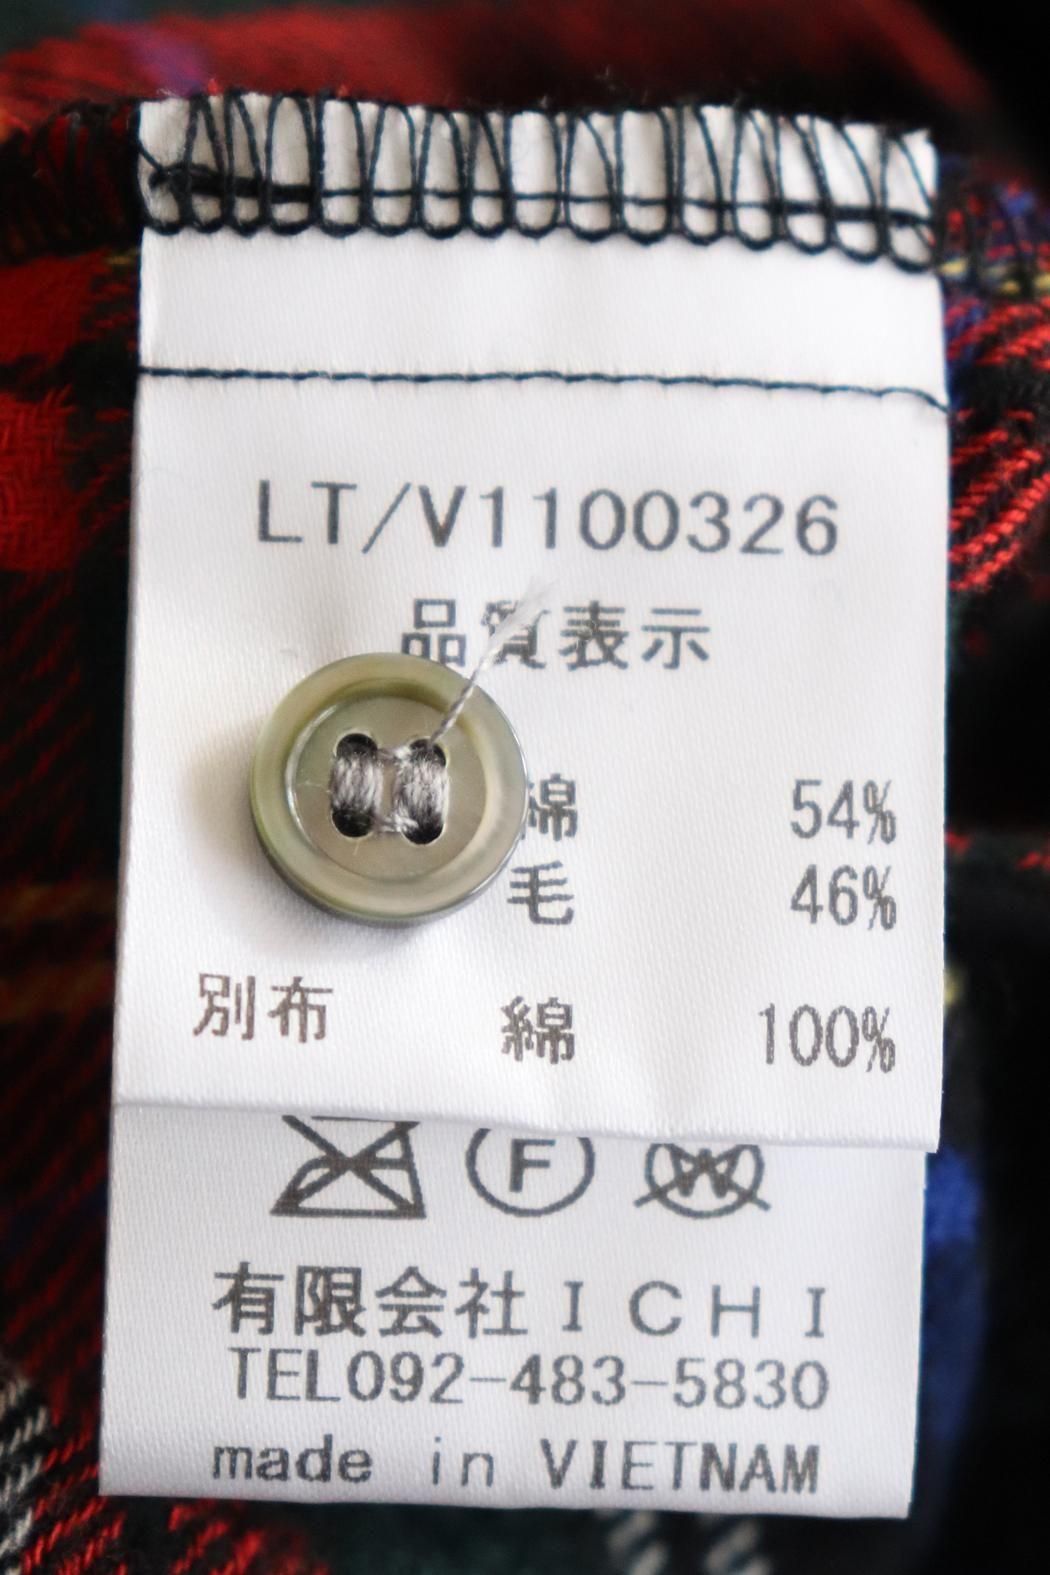 LT/V1100326
品質表示
綿 54%
毛 46%
別布 綿 100%
F W
有限会社ICHI
TEL092-483-5830
made in VIETNAM